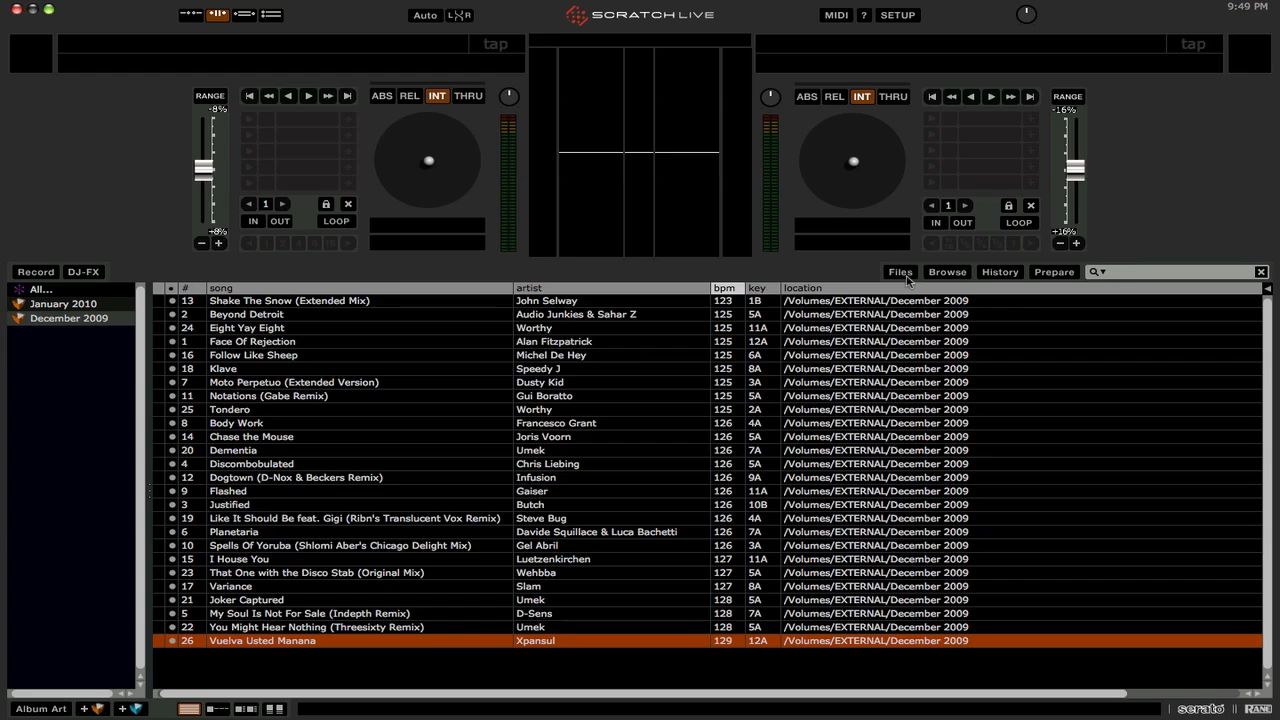 9:49 PM
Auto
L R
SCRATCH LIVE
MIDI ? SETUP
tap
tap
RANGE
-8%
ABS REL INT THRU
ABS REL INT THRU
RANGE
-16%
1
IN OUT LOOP
+8%
1
IN OUT LOOP
+16%
Record DJ-FX
Files Browse History Prepare
All...
January 2010
December 2009
# song artist bpm key location
13 Shake The Snow (Extended Mix) John Selway 123 1B /Volumes/EXTERNAL/December 2009
2 Beyond Detroit Audio Junkies & Sahar Z 125 5A /Volumes/EXTERNAL/December 2009
24 Eight Yay Eight Worthy 125 11A /Volumes/EXTERNAL/December 2009
1 Face Of Rejection Alan Fitzpatrick 125 12A /Volumes/EXTERNAL/December 2009
16 Follow Like Sheep Michel De Hey 125 6A /Volumes/EXTERNAL/December 2009
18 Klave Speedy J 125 8A /Volumes/EXTERNAL/December 2009
7 Moto Perpetuo (Extended Version) Dusty Kid 125 3A /Volumes/EXTERNAL/December 2009
11 Notations (Gabe Remix) Gui Boratto 125 5A /Volumes/EXTERNAL/December 2009
25 Tondero Worthy 125 2A /Volumes/EXTERNAL/December 2009
8 Body Work Francesco Grant 126 4A /Volumes/EXTERNAL/December 2009
14 Chase the Mouse Joris Voorn 126 5A /Volumes/EXTERNAL/December 2009
20 Dementia Umek 126 7A /Volumes/EXTERNAL/December 2009
4 Discombobulated Chris Liebing 126 5A /Volumes/EXTERNAL/December 2009
12 Dogtown (D-Nox & Beckers Remix) Infusion 126 9A /Volumes/EXTERNAL/December 2009
9 Flashed Gaiser 126 11A /Volumes/EXTERNAL/December 2009
3 Justified Butch 126 10B /Volumes/EXTERNAL/December 2009
19 Like It Should Be feat. Gigi (Ribn's Translucent Vox Remix) Steve Bug 126 4A /Volumes/EXTERNAL/December 2009
6 Planetaria Davide Squillace & Luca Bachetti 126 7A /Volumes/EXTERNAL/December 2009
10 Spells Of Yoruba (Shlomi Aber's Chicago Delight Mix) Gel Abril 126 3A /Volumes/EXTERNAL/December 2009
15 I House You Luetzenkirchen 127 11A /Volumes/EXTERNAL/December 2009
23 That One with the Disco Stab (Original Mix) Wehbba 127 5A /Volumes/EXTERNAL/December 2009
17 Variance Slam 127 8A /Volumes/EXTERNAL/December 2009
21 Joker Captured Umek 128 5A /Volumes/EXTERNAL/December 2009
5 My Soul Is Not For Sale (Indepth Remix) D-Sens 128 7A /Volumes/EXTERNAL/December 2009
22 You Might Hear Nothing (Threesixty Remix) Umek 128 5A /Volumes/EXTERNAL/December 2009
26 Vuelva Usted Manana Xpansul 129 12A /Volumes/EXTERNAL/December 2009
Album Art
serato
RANE